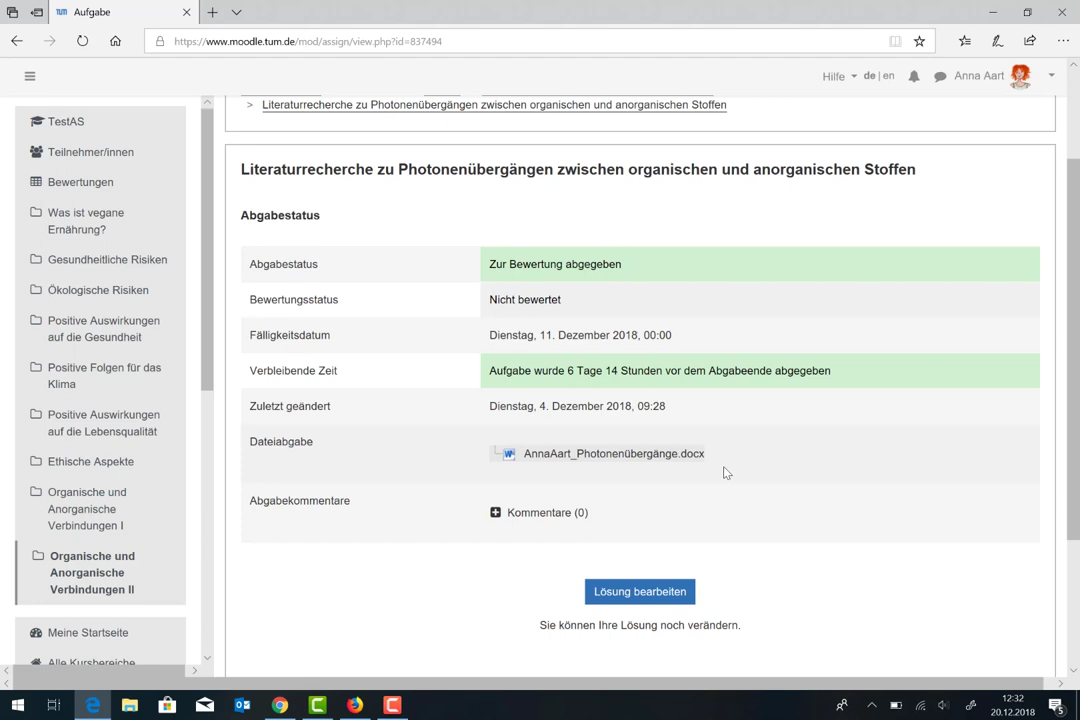 Aufgabe
https://www.moodle.tum.de/mod/assign/view.php?id=837494
Hilfe de | en Anna Aart
> Literaturrecherche zu Photonenübergängen zwischen organischen und anorganischen Stoffen
TestAS
Teilnehmer/innen
Bewertungen
Was ist vegane
Ernährung?
Gesundheitliche Risiken
Ökologische Risiken
Positive Auswirkungen
auf die Gesundheit
Positive Folgen für das
Klima
Positive Auswirkungen
auf die Lebensqualität
Ethische Aspekte
Organische und
Anorganische
Verbindungen I
Organische und
Anorganische
Verbindungen II
Meine Startseite
Alle Kursbereiche
Literaturrecherche zu Photonenübergängen zwischen organischen und anorganischen Stoffen
Abgabestatus
Abgabestatus Zur Bewertung abgegeben
Bewertungsstatus Nicht bewertet
Fälligkeitsdatum Dienstag, 11. Dezember 2018, 00:00
Verbleibende Zeit Aufgabe wurde 6 Tage 14 Stunden vor dem Abgabeende abgegeben
Zuletzt geändert Dienstag, 4. Dezember 2018, 09:28
Dateiabgabe AnnaAart_Photonenübergänge.docx
Abgabekommentare Kommentare (0)
Lösung bearbeiten
Sie können Ihre Lösung noch verändern.
12:32
20.12.2018
5